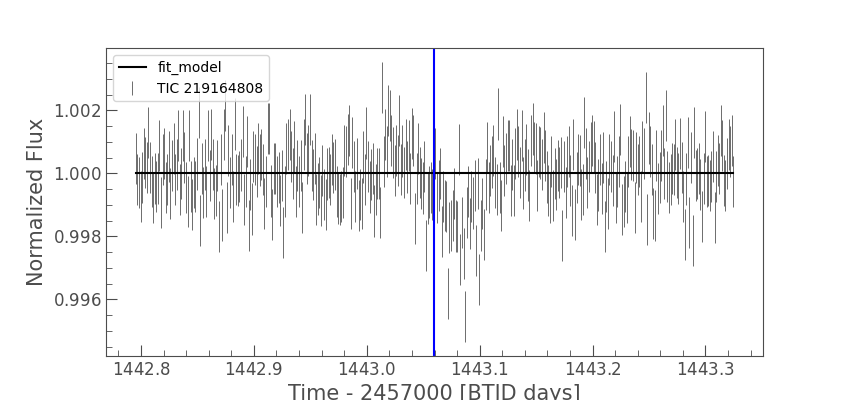 fit_model
TIC 219164808
Normalized Flux
1.002
1.000
0.998
0.996
1442.8 1442.9 1443.0 1443.1 1443.2 1443.3
Time - 2457000 [BTJD days]